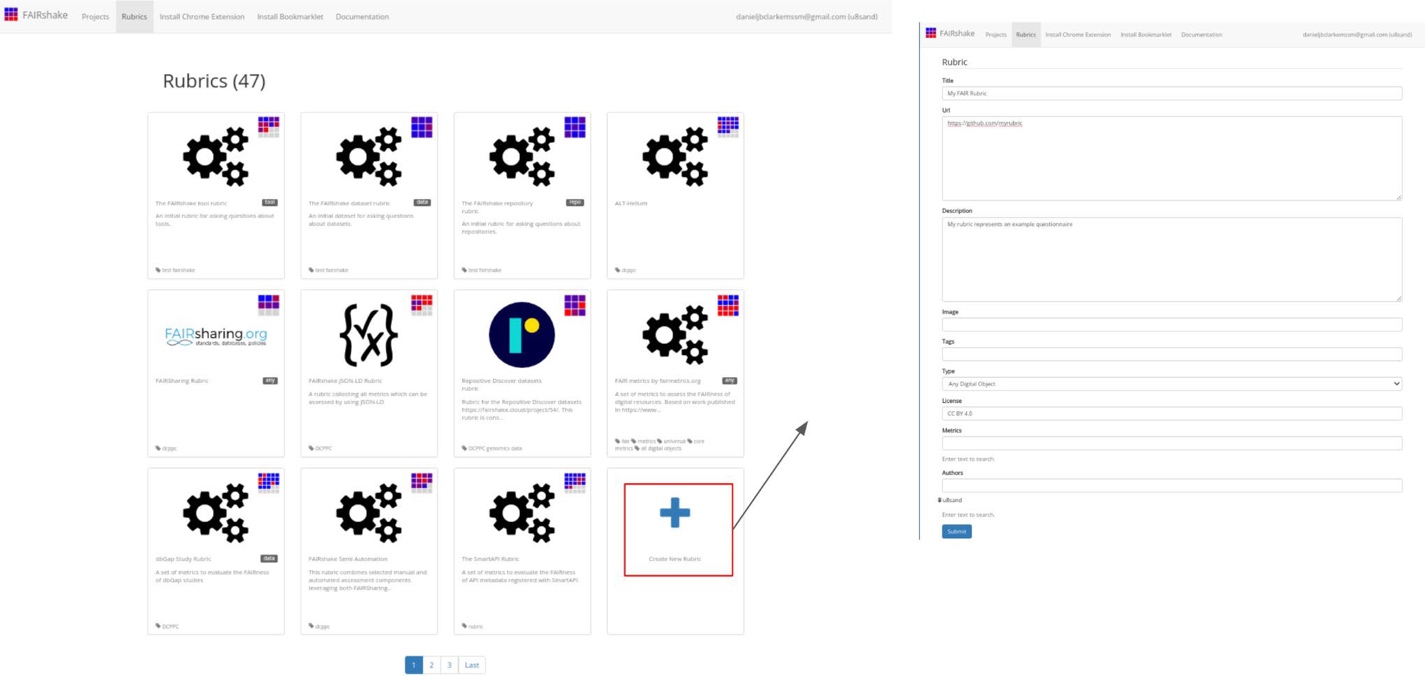 FAIRshake
Projects
Rubrics
Install Chrome Extension
Install Bookmarklet
Documentation
danieljbclarkemssm@gmail.com (u8sand)
Rubrics (47)
The FAIRshake tool rubric
tool
An initial rubric for asking questions about
tools.
test fairshake
The FAIRshake dataset rubric
data
An initial dataset for asking questions
about datasets.
test fairshake
The FAIRshake repository
rubric
repo
An initial rubric for asking questions about
repositories.
test fairshake
ALT-Helium
dcppc
FAIRsharing.org
standards, databases, policies
FAIRSharing Rubric
any
dcppc
FAIRshake JSON-LD Rubric
A rubric collecting all metrics which can be
assessed by using JSON-LD
DCPPC
Repositive Discover datasets
rubric
Rubric for the Repositive Discover datasets
https://fairshake.cloud/project/54/. This
rubric is cons...
DCPPC genomics data
FAIR metrics by fairmetrics.org
any
A set of metrics to assess the FAIRness of
digital resources. Based on work published
in https://www...
fair metrics universal core
metrics all digital objects
dbGap Study Rubric
data
A set of metrics to evaluate the FAIRness
of dbGap studies
DCPPC
FAIRshake Semi Automation
This rubric combines selected manual and
automated assessment components
leveraging both FAIRSharing...
dcppc
The SmartAPI Rubric
A set of metrics to evaluate the FAIRness
of API metadata registered with SmartAPI
rubric
Create New Rubric
1
2
3
Last
FAIRshake
Projects
Rubrics
Install Chrome Extension
Install Bookmarklet
Documentation
danieljbclarkemssm@gmail.com (u8sand)
Rubric
Title
My FAIR Rubric
Url
https://github.com/myrubric
Description
My rubric represents an example questionnaire
Image
Tags
Type
Any Digital Object
License
CC BY 4.0
Metrics
Enter text to search.
Authors
u8sand
Enter text to search.
Submit